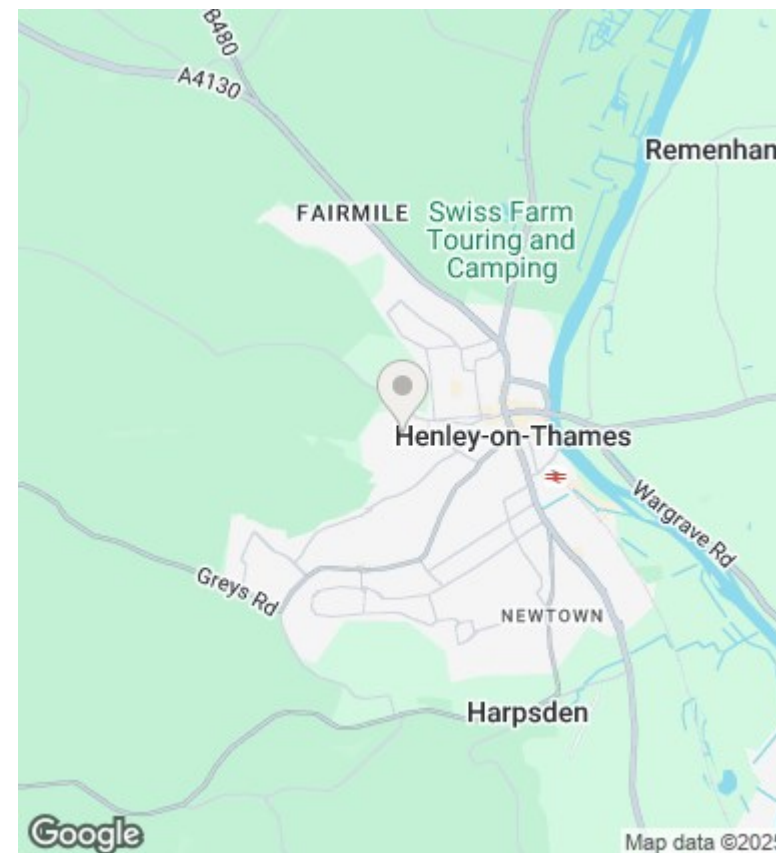 B480
A4130
Remenhan
FAIRMILE
Swiss Farm
Touring and
Camping
Henley-on-Thames
Wargrave Rd
Greys Rd
NEWTOWN
Harpsden
Google
Map data ©2025